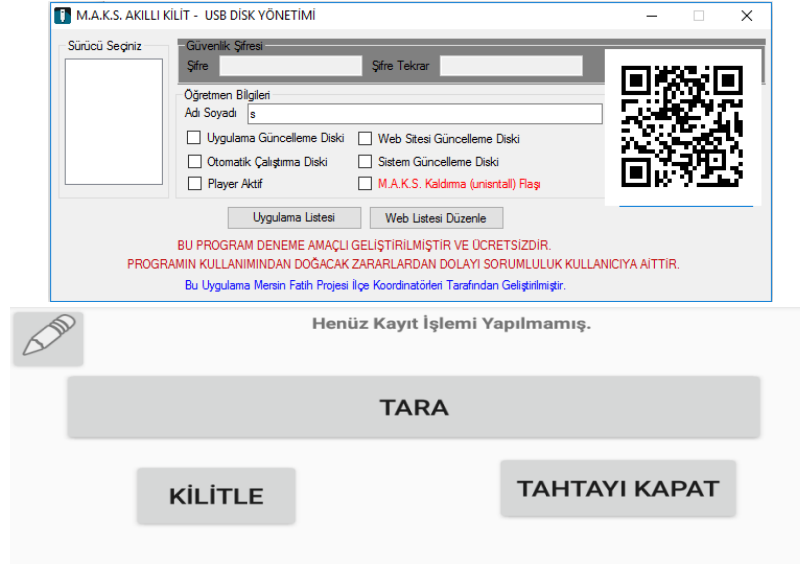 M.A.K.S. AKILLI KİLİT - USB DİSK YÖNETİMİ
Sürücü Seçiniz
Güvenlik Şifresi
Şifre
Şifre Tekrar
Öğretmen Bilgileri
Adı Soyadı s
Uygulama Güncelleme Diski
Web Sitesi Güncelleme Diski
Otomatik Çalıştırma Diski
Sistem Güncelleme Diski
Player Aktif
M.A.K.S. Kaldırma (unisntall) Flaşı
Uygulama Listesi
Web Listesi Düzenle
BU PROGRAM DENEME AMAÇLI GELİŞTİRİLMİŞTİR VE ÜCRETSİZDİR.
PROGRAMIN KULLANIMINDAN DOĞACAK ZARARLARDAN DOLAYI SORUMLULUK KULLANICIYA AİTTİR.
Bu Uygulama Mersin Fatih Projesi İlçe Koordinatörleri Tarafından Geliştirilmiştir.
Henüz Kayıt İşlemi Yapılmamış.
TARA
KİLİTLE
TAHTAYI KAPAT